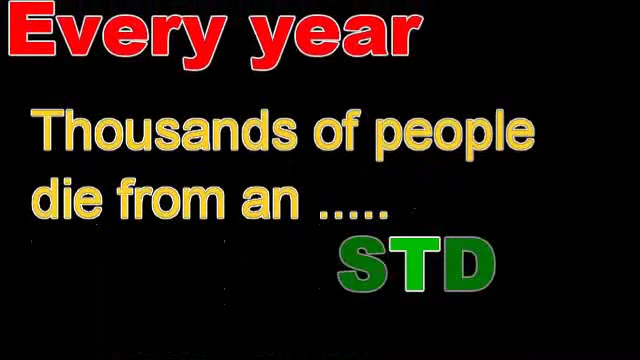 Every year
Thousands of people
die from an .....
STD